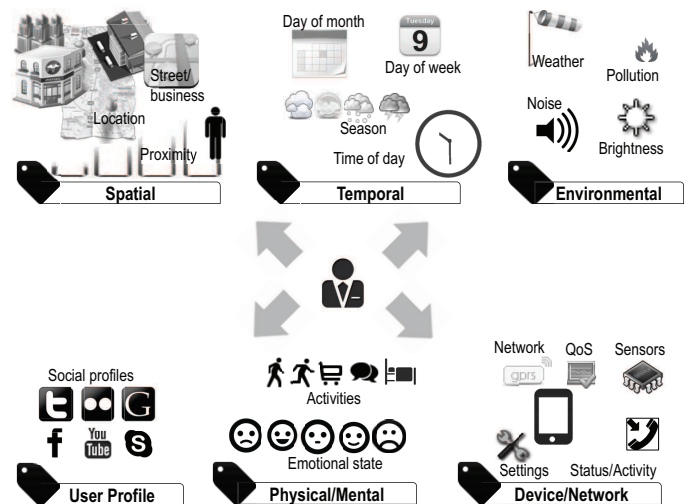 Street/
business
Location
Proximity
Spatial
Day of month
Tuesday
9
Day of week
Season
Time of day
Temporal
Weather
Pollution
Noise
Brightness
Environmental
Social profiles
t
G
f
You
Tube
S
User Profile
Activities
Emotional state
Physical/Mental
Network
QoS
Sensors
gprs
Settings
Status/Activity
Device/Network